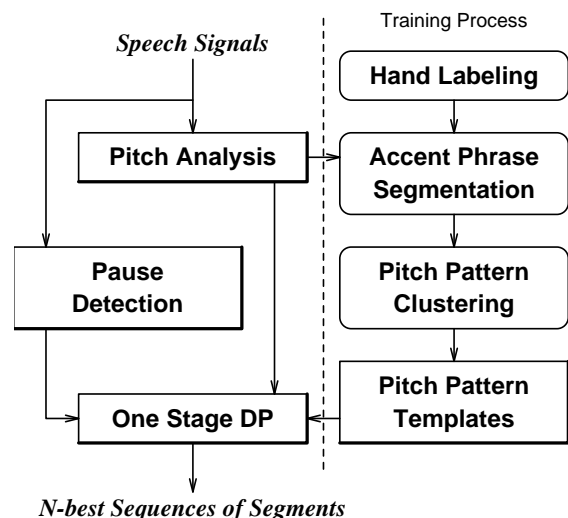 Training Process
Speech Signals
Hand Labeling
Pitch Analysis
Accent Phrase
Segmentation
Pause
Detection
Pitch Pattern
Clustering
One Stage DP
Pitch Pattern
Templates
N-best Sequences of Segments